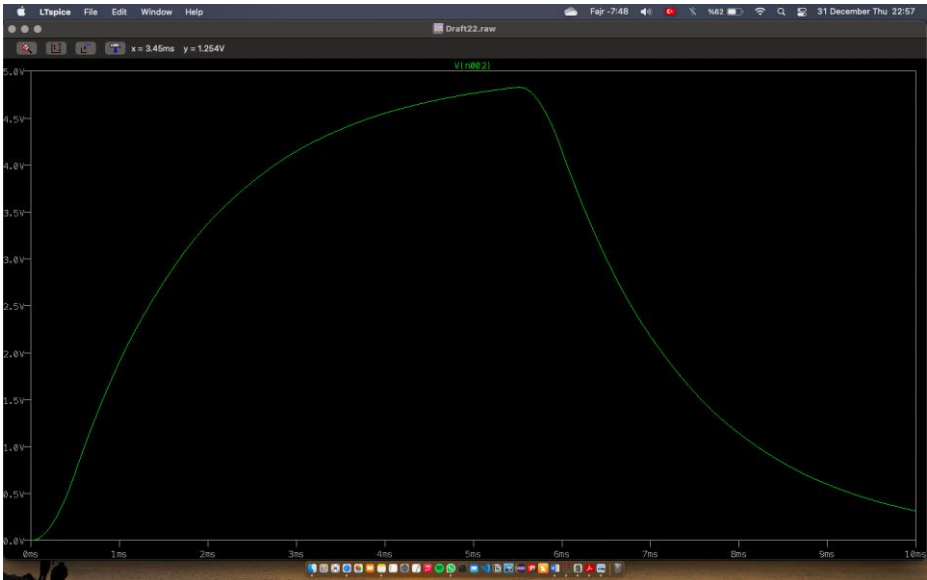 LTspice File Edit Window Help Fajr -7:48 %62 31 December Thu 22:57
Draft22.raw
x = 3.45ms y = 1.254V
V(n002)
5.0V
4.5V
4.0V
3.5V
3.0V
2.5V
2.0V
1.5V
1.0V
0.5V
0.0V
0ms 1ms 2ms 3ms 4ms 5ms 6ms 7ms 8ms 9ms 10ms